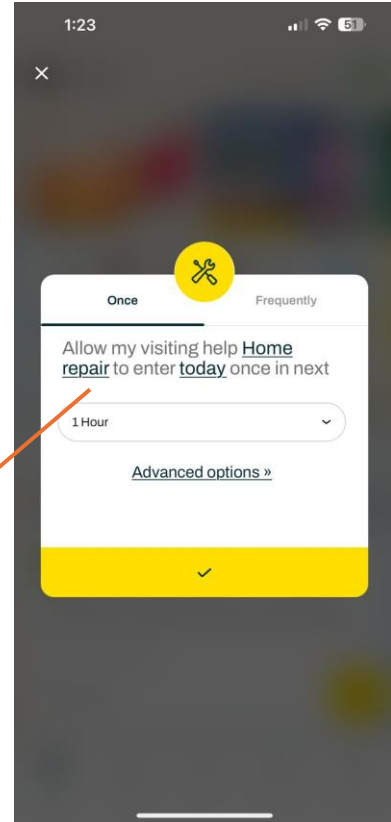 1:23
51
Once
Frequently
Allow my visiting help Home
repair to enter today once in next
1 Hour
Advanced options »